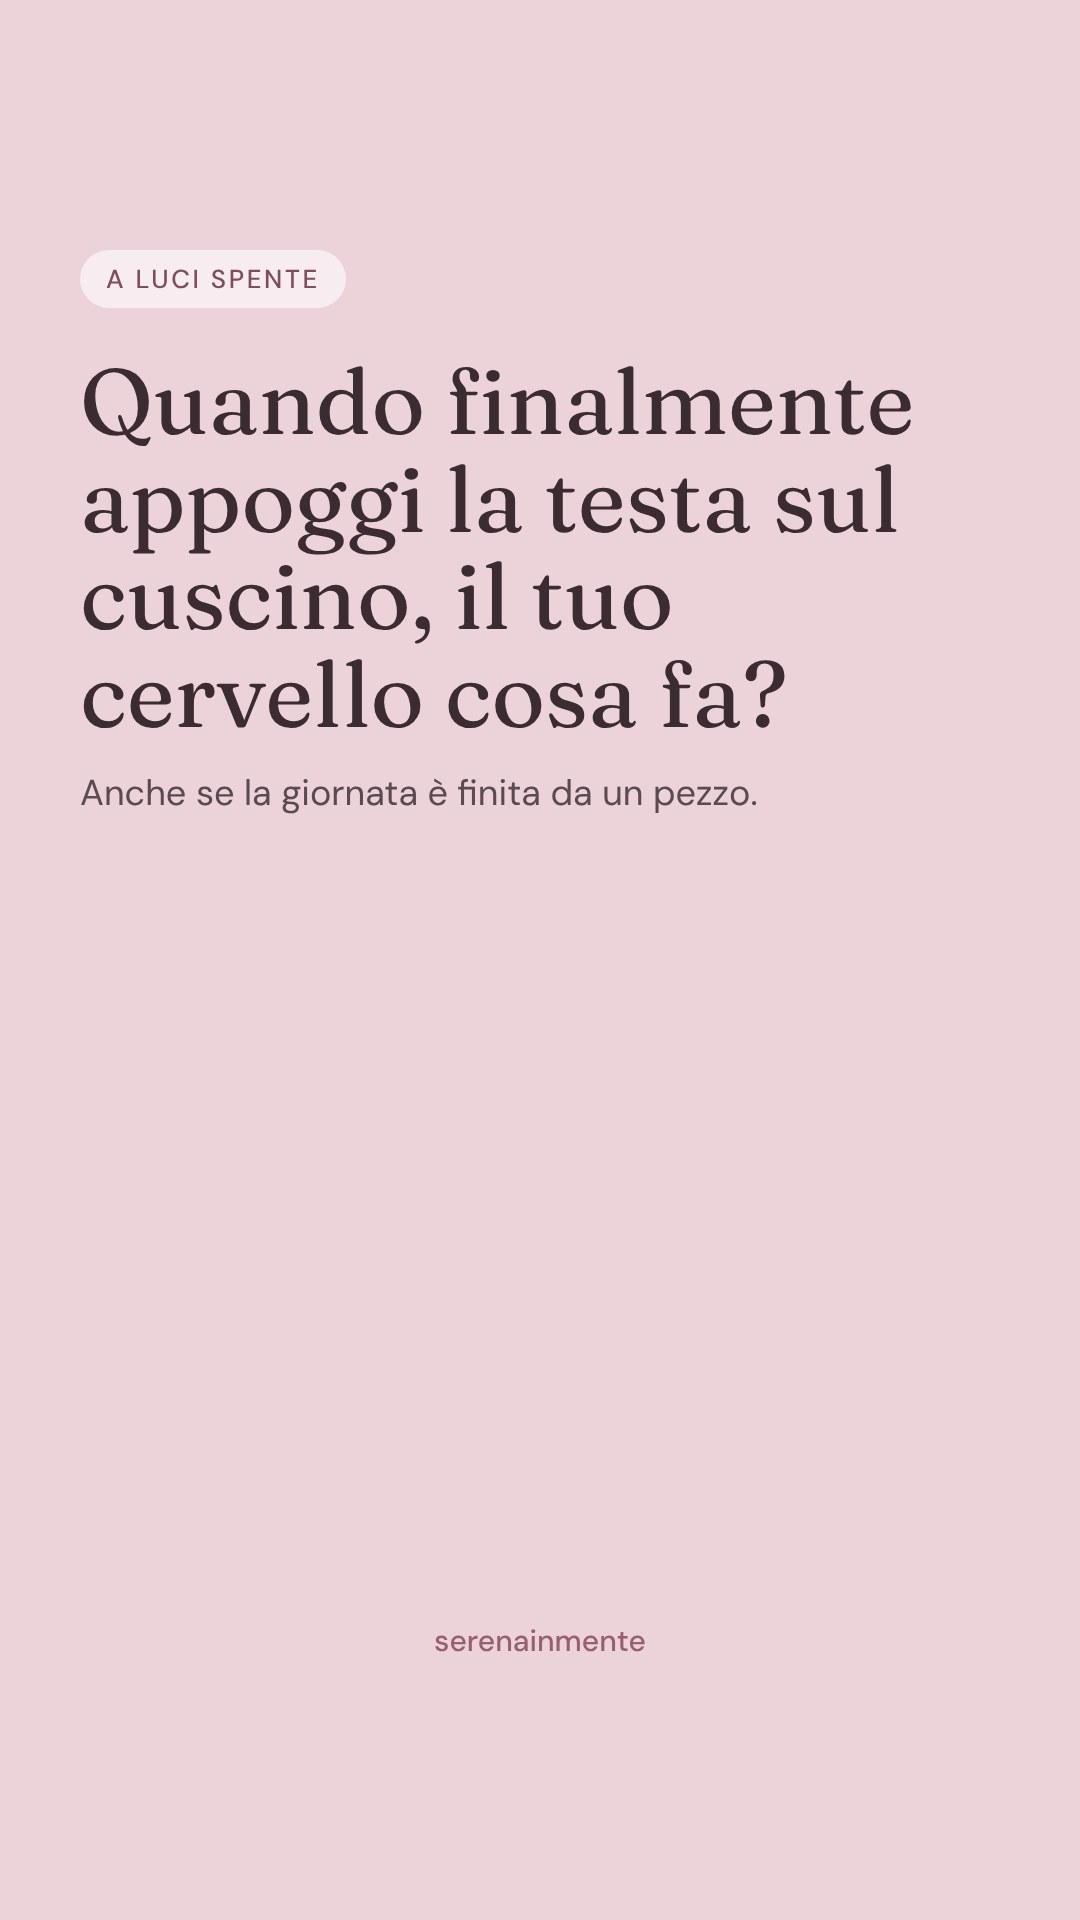 A LUCI SPENTE
Quando finalmente
appoggi la testa sul
cuscino, il tuo
cervello cosa fa?
Anche se la giornata è finita da un pezzo.
serenainmente